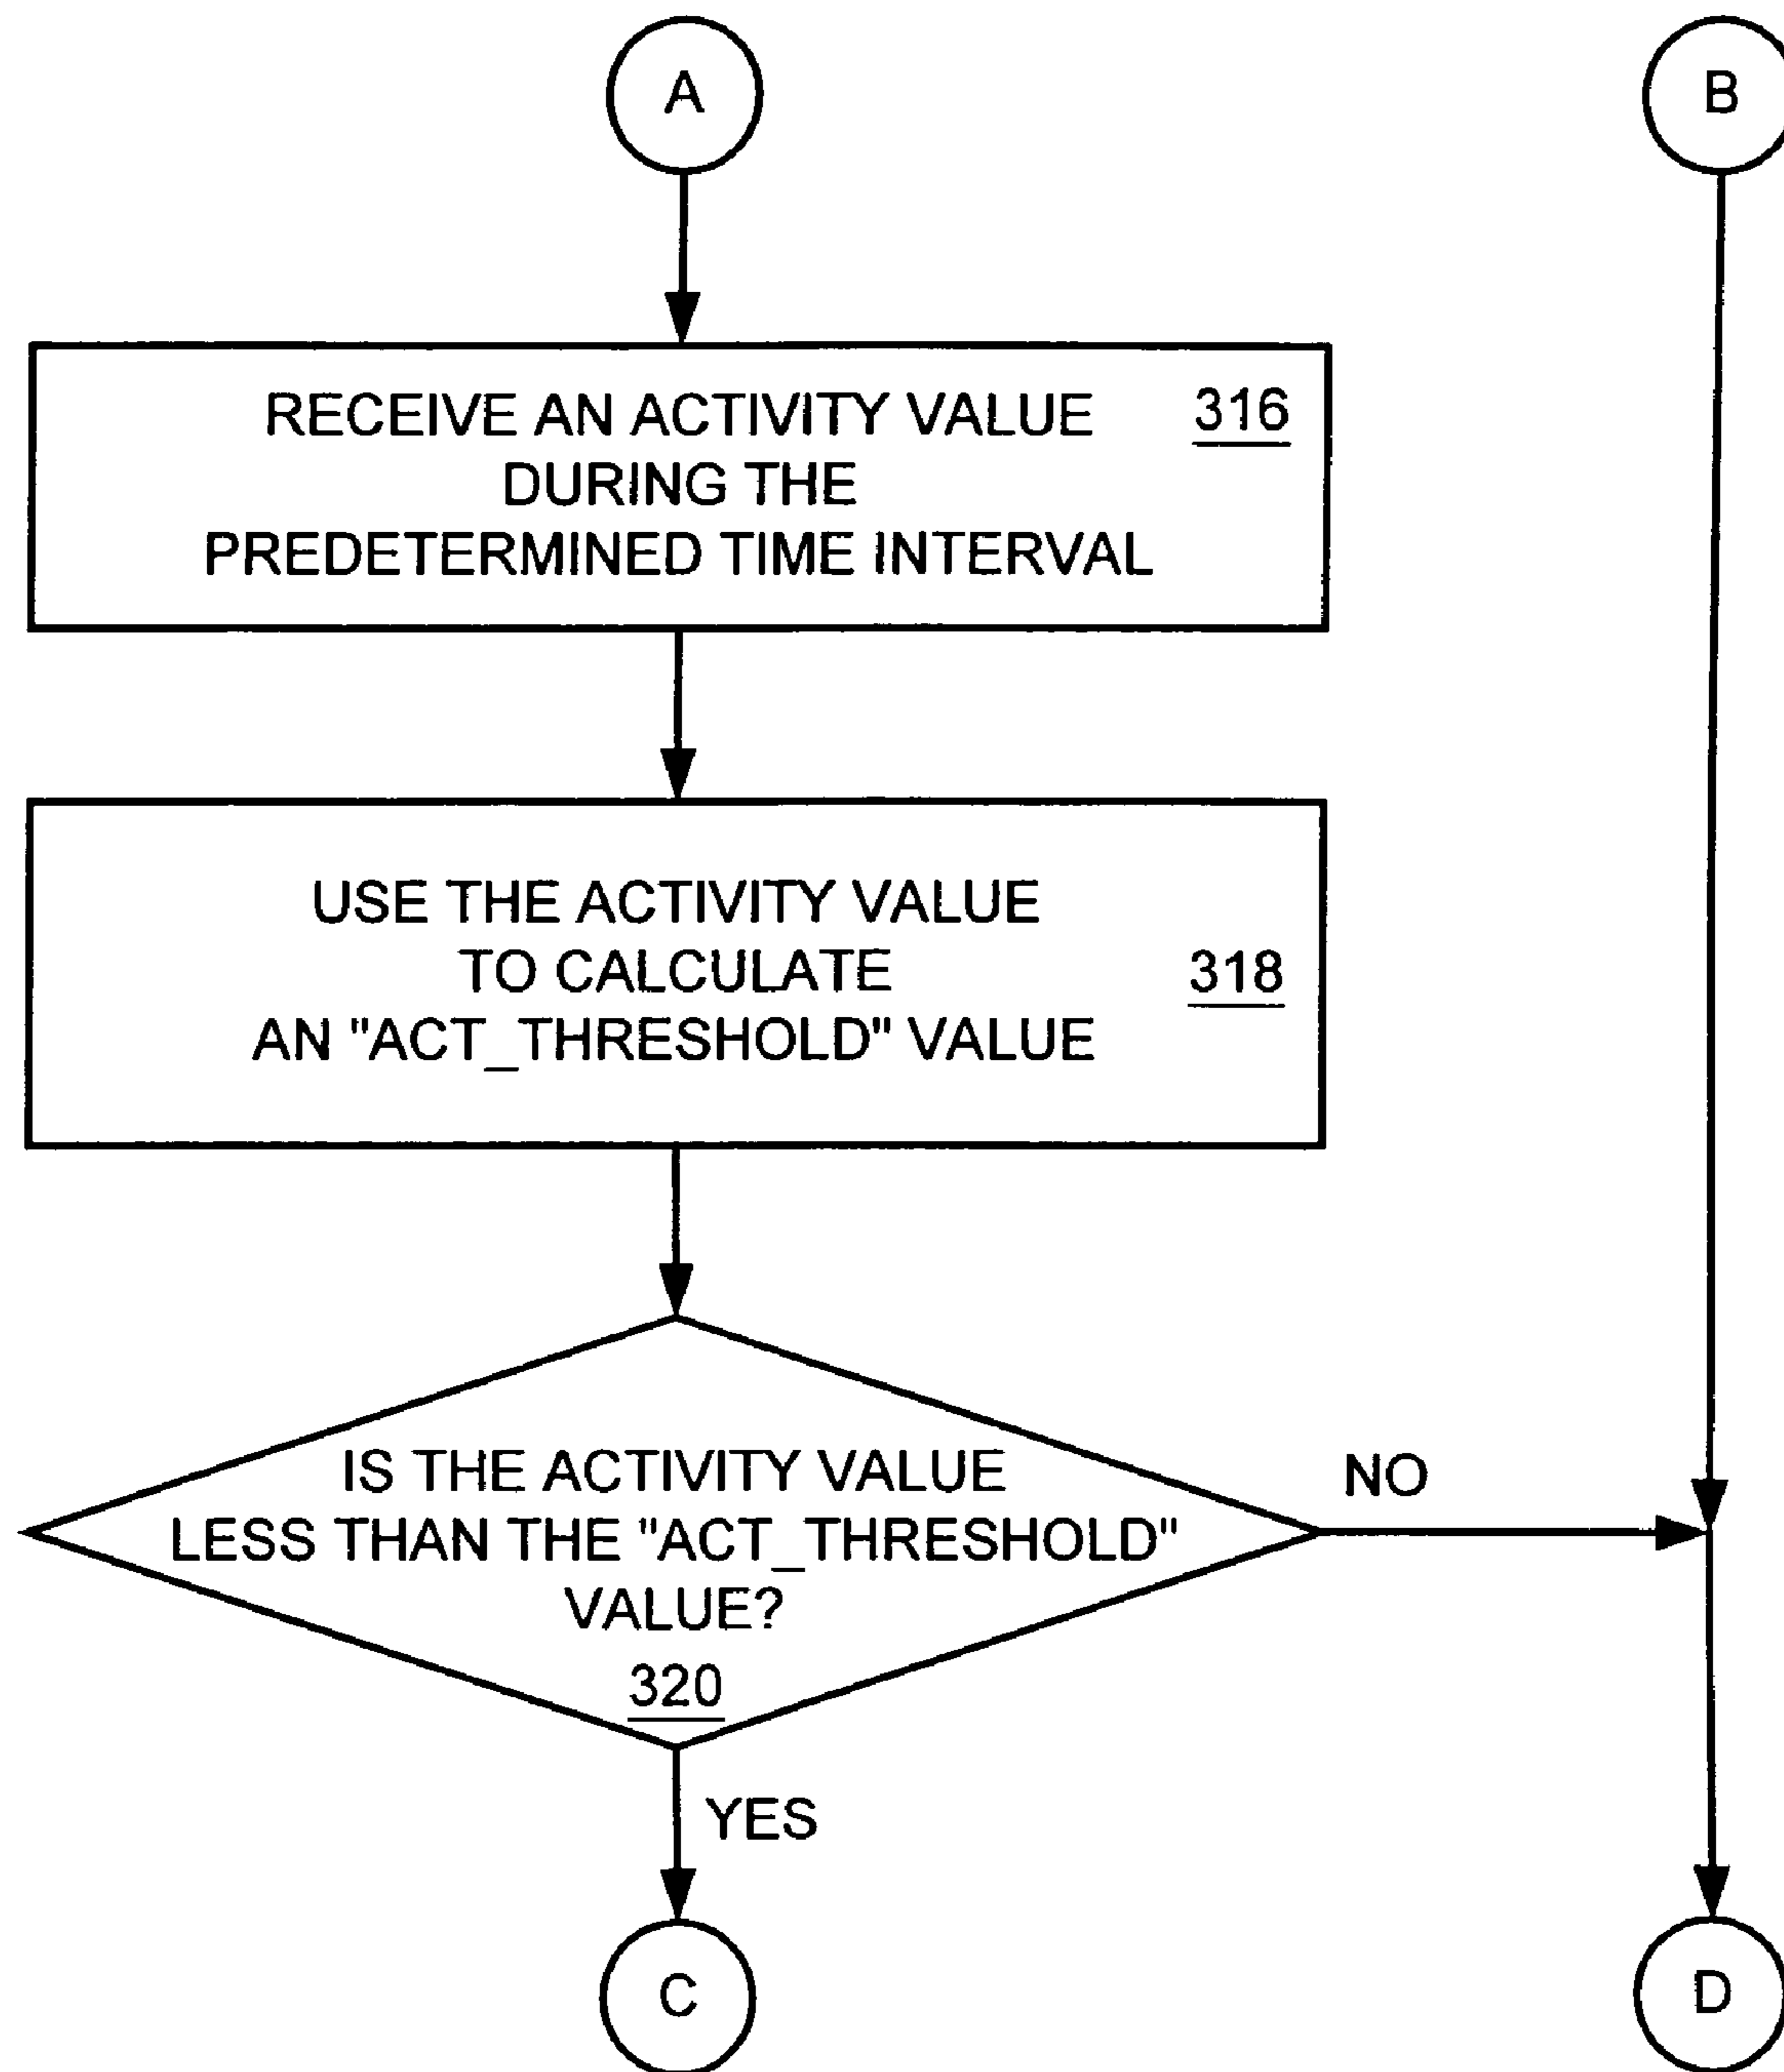 A
B
RECEIVE AN ACTIVITY VALUE 316
DURING THE
PREDETERMINED TIME INTERVAL
USE THE ACTIVITY VALUE
TO CALCULATE 318
AN "ACT_THRESHOLD" VALUE
IS THE ACTIVITY VALUE
LESS THAN THE "ACT_THRESHOLD"
VALUE?
320
NO
YES
C
D